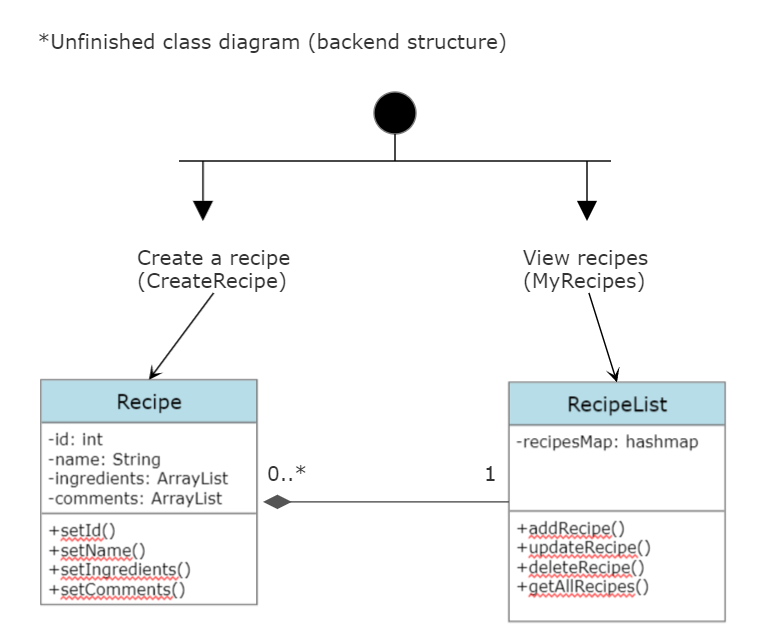 *Unfinished class diagram (backend structure)
Create a recipe
(CreateRecipe)
View recipes
(MyRecipes)
Recipe
-id: int
-name: String
-ingredients: ArrayList
-comments: ArrayList
+setId()
+setName()
+setIngredients()
+setComments()
0..*
1
RecipeList
-recipesMap: hashmap
+addRecipe()
+updateRecipe()
+deleteRecipe()
+getAllRecipes()